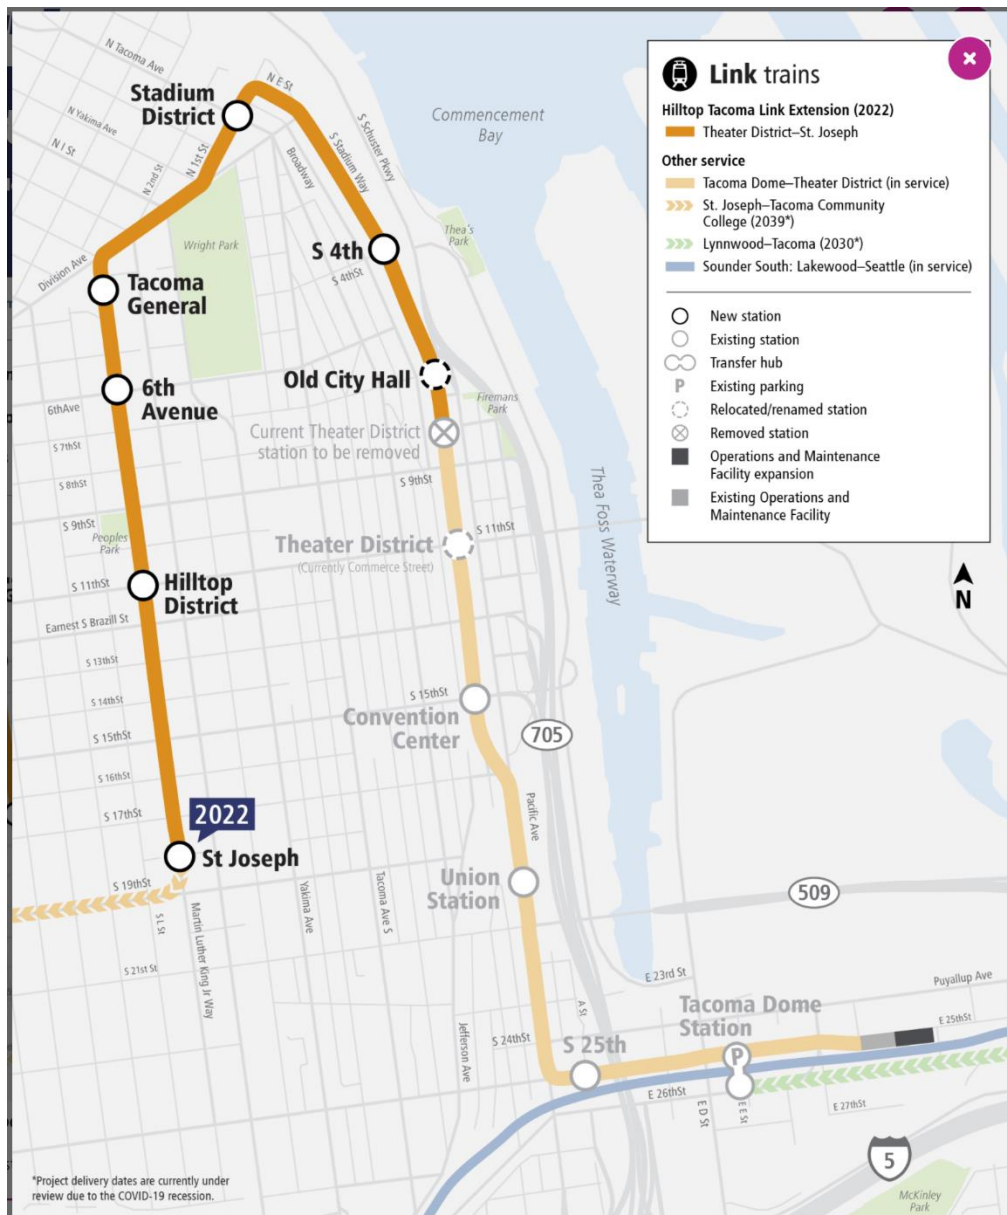 Link trains
Hilltop Tacoma Link Extension (2022)
Theater District–St. Joseph
Other service
Tacoma Dome–Theater District (in service)
St. Joseph–Tacoma Community
College (2039*)
Lynnwood–Tacoma (2030*)
Sounder South: Lakewood–Seattle (in service)
New station
Existing station
Transfer hub
P
Existing parking
Relocated/renamed station
Removed station
Operations and Maintenance
Facility expansion
Existing Operations and
Maintenance Facility
N
N Tacoma Ave
N E St
Stadium
District
N Yakima Ave
N I St
N 2nd St
N 1st St
Broadway
S Stadium Way
S Schuster Pkwy
Commencement
Bay
Thea's
Park
Wright Park
S 4th
S 4thSt
Division Ave
Tacoma
General
Old City Hall
6th
Avenue
6thAve
Firemans
Park
Current Theater District
station to be removed
S 7thSt
S 8thSt
S 9thSt
S 9thSt
Peoples
Park
Thea Foss Waterway
S 11thSt
Theater District
(Currently Commerce Street)
S 11thSt
Hilltop
District
Earnest S Brazill St
S 13thSt
S 14thSt
S 15thSt
S 15thSt
Convention
Center
705
S 16thSt
S 17thSt
2022
St Joseph
Pacific Ave
S 19thSt
S L St
Martin Luther King Jr Way
Yakima Ave
Tacoma Ave S
Union
Station
509
S 21st St
E 23rd St
Puyallup Ave
Tacoma Dome
Station
E 25thSt
A St
Jefferson Ave
S 24thSt
S 25th
P
E 26thSt
E D St
E E St
E 27thSt
5
McKinley
Park
*Project delivery dates are currently under
review due to the COVID-19 recession.